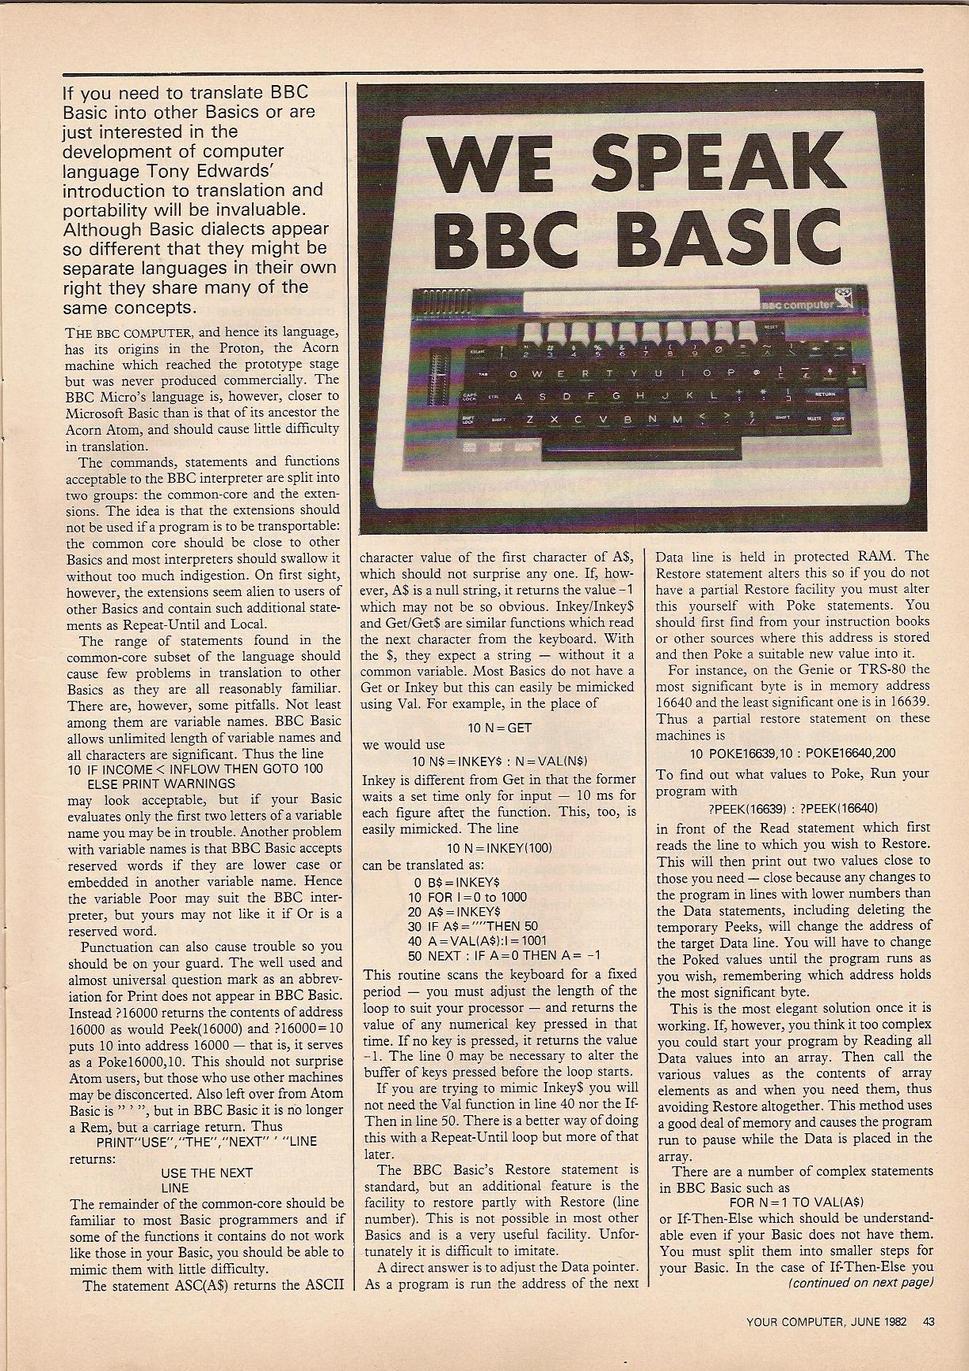 If you need to translate BBC
Basic into other Basics or are
just interested in the
development of computer
language Tony Edwards'
introduction to translation and
portability will be invaluable.
Although Basic dialects appear
so different that they might be
separate languages in their own
right they share many of the
same concepts.
THE BBC COMPUTER, and hence its language,
has its origins in the Proton, the Acorn
machine which reached the prototype stage
but was never produced commercially. The
BBC Micro's language is, however, closer to
Microsoft Basic than is that of its ancestor the
Acorn Atom, and should cause little difficulty
in translation.
The commands, statements and functions
acceptable to the BBC interpreter are split into
two groups: the common-core and the exten-
sions. The idea is that the extensions should
not be used if a program is to be transportable:
the common core should be close to other
Basics and most interpreters should swallow it
without too much indigestion. On first sight,
however, the extensions seem alien to users of
other Basics and contain such additional state-
ments as Repeat-Until and Local.
The range of statements found in the
common-core subset of the language should
cause few problems in translation to other
Basics as they are all reasonably familiar.
There are, however, some pitfalls. Not least
among them are variable names. BBC Basic
allows unlimited length of variable names and
all characters are significant. Thus the line
10 IF INCOME < INFLOW THEN GOTO 100
ELSE PRINT WARNINGS
may look acceptable, but if your Basic
evaluates only the first two letters of a variable
name you may be in trouble. Another problem
with variable names is that BBC Basic accepts
reserved words if they are lower case or
embedded in another variable name. Hence
the variable Poor may suit the BBC inter-
preter, but yours may not like it if Or is a
reserved word.
Punctuation can also cause trouble so you
should be on your guard. The well used and
almost universal question mark as an abbrev-
iation for Print does not appear in BBC Basic.
Instead ?16000 returns the contents of address
16000 as would Peek(16000) and ?16000=10
puts 10 into address 16000 — that is, it serves
as a Poke16000,10. This should not surprise
Atom users, but those who use other machines
may be disconcerted. Also left over from Atom
Basic is " ' ", but in BBC Basic it is no longer
a Rem, but a carriage return. Thus
PRINT"USE","THE","NEXT" ' "LINE
returns:
USE THE NEXT
LINE
The remainder of the common-core should be
familiar to most Basic programmers and if
some of the functions it contains do not work
like those in your Basic, you should be able to
mimic them with little difficulty.
The statement ASC(A$) returns the ASCII
WE SPEAK
BBC BASIC
BBC computer
RESET
Q W E R T Y U I O P
A S D F G H J K L
RETURN
Z X C V B N M
SHIFT
DELETE
COPY
character value of the first character of A$,
which should not surprise any one. If, how-
ever, A$ is a null string, it returns the value -1
which may not be so obvious. Inkey/Inkey$
and Get/Get$ are similar functions which read
the next character from the keyboard. With
the $, they expect a string — without it a
common variable. Most Basics do not have a
Get or Inkey but this can easily be mimicked
using Val. For example, in the place of
10 N=GET
we would use
10 N$=INKEY$ : N=VAL(N$)
Inkey is different from Get in that the former
waits a set time only for input — 10 ms for
each figure after the function. This, too, is
easily mimicked. The line
10 N=INKEY(100)
can be translated as:
0 B$=INKEY$
10 FOR I=0 to 1000
20 A$=INKEY$
30 IF A$=""THEN 50
40 A=VAL(A$):I=1001
50 NEXT : IF A=0 THEN A= -1
This routine scans the keyboard for a fixed
period — you must adjust the length of the
loop to suit your processor — and returns the
value of any numerical key pressed in that
time. If no key is pressed, it returns the value
-1. The line 0 may be necessary to alter the
buffer of keys pressed before the loop starts.
If you are trying to mimic Inkey$ you will
not need the Val function in line 40 nor the If-
Then in line 50. There is a better way of doing
this with a Repeat-Until loop but more of that
later.
The BBC Basic's Restore statement is
standard, but an additional feature is the
facility to restore partly with Restore (line
number). This is not possible in most other
Basics and is a very useful facility. Unfor-
tunately it is difficult to imitate.
A direct answer is to adjust the Data pointer.
As a program is run the address of the next
Data line is held in protected RAM. The
Restore statement alters this so if you do not
have a partial Restore facility you must alter
this yourself with Poke statements. You
should first find from your instruction books
or other sources where this address is stored
and then Poke a suitable new value into it.
For instance, on the Genie or TRS-80 the
most significant byte is in memory address
16640 and the least significant one is in 16639.
Thus a partial restore statement on these
machines is
10 POKE16639,10 : POKE16640,200
To find out what values to Poke, Run your
program with
?PEEK(16639) : ?PEEK(16640)
in front of the Read statement which first
reads the line to which you wish to Restore.
This will then print out two values close to
those you need — close because any changes to
the program in lines with lower numbers than
the Data statements, including deleting the
temporary Peeks, will change the address of
the target Data line. You will have to change
the Poked values until the program runs as
you wish, remembering which address holds
the most significant byte.
This is the most elegant solution once it is
working. If, however, you think it too complex
you could start your program by Reading all
Data values into an array. Then call the
various values as the contents of array
elements as and when you need them, thus
avoiding Restore altogether. This method uses
a good deal of memory and causes the program
run to pause while the Data is placed in the
array.
There are a number of complex statements
in BBC Basic such as
FOR N=1 TO VAL(A$)
or If-Then-Else which should be understand-
able even if your Basic does not have them.
You must split them into smaller steps for
your Basic. In the case of If-Then-Else you
(continued on next page)
YOUR COMPUTER, JUNE 1982 43